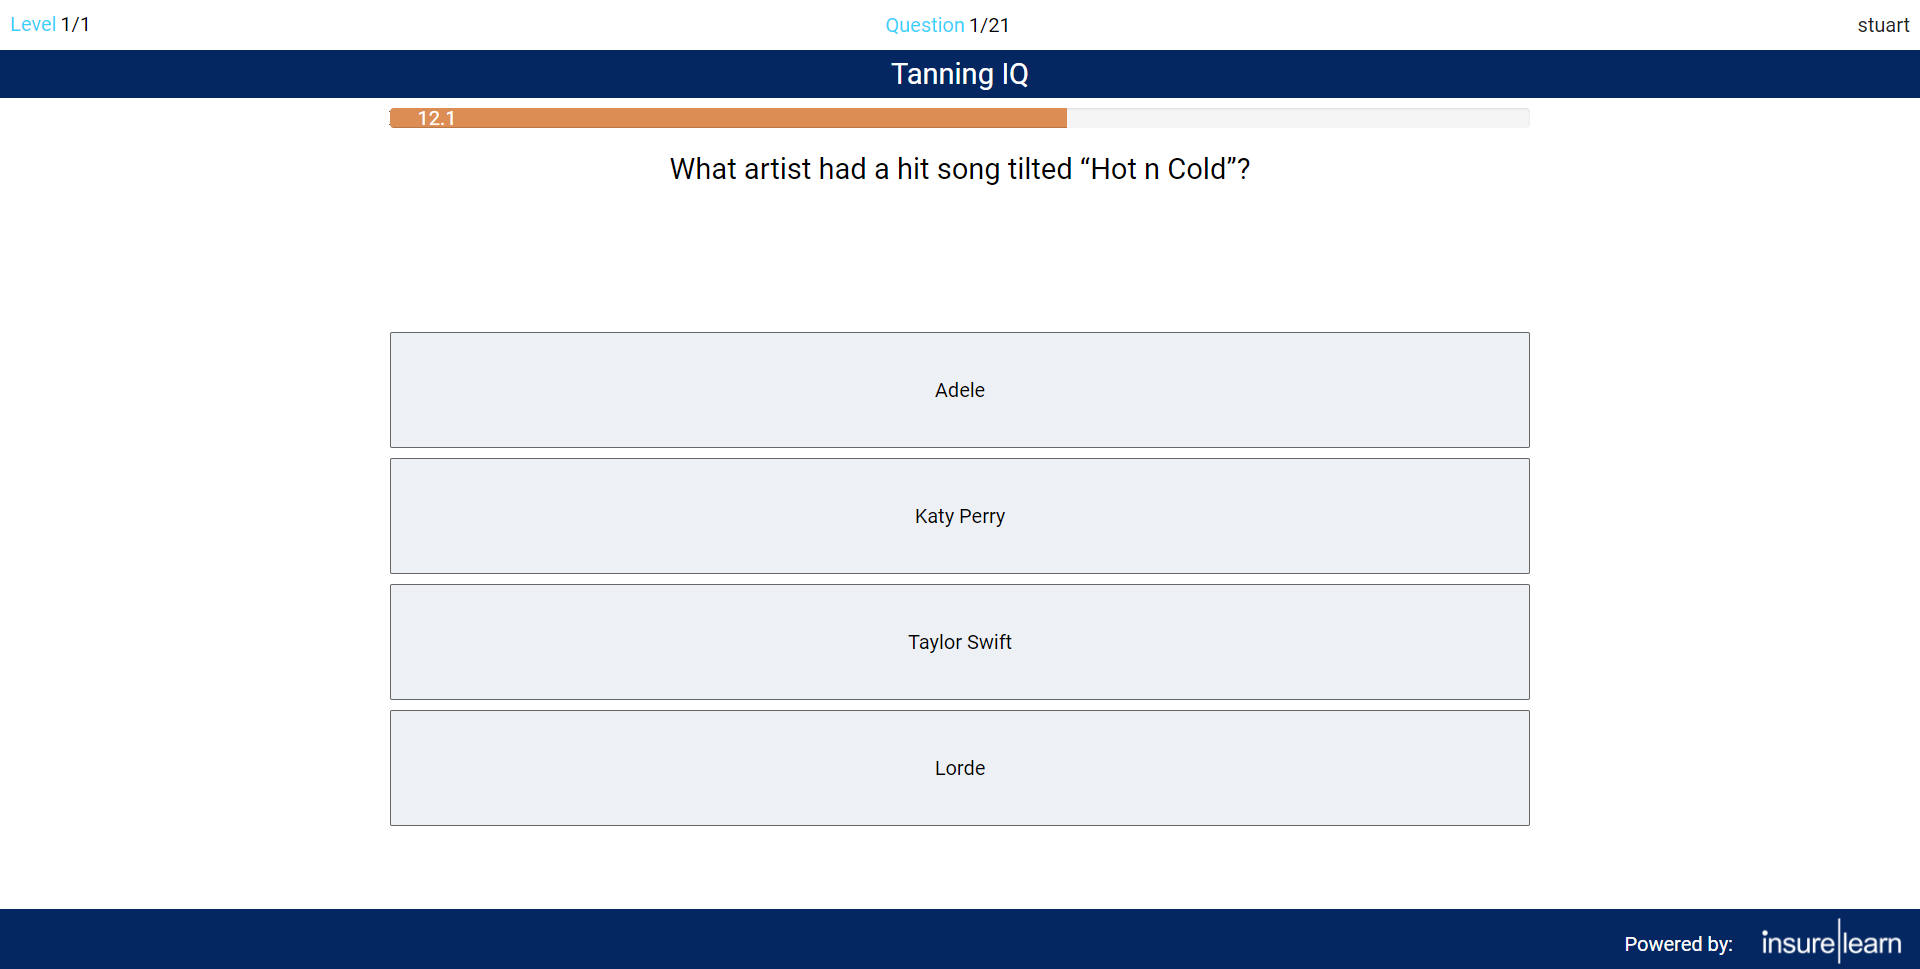 Level 1/1
Question 1/21
stuart
Tanning IQ
12.1
What artist had a hit song tilted “Hot n Cold”?
Adele
Katy Perry
Taylor Swift
Lorde
Powered by: insure|learn